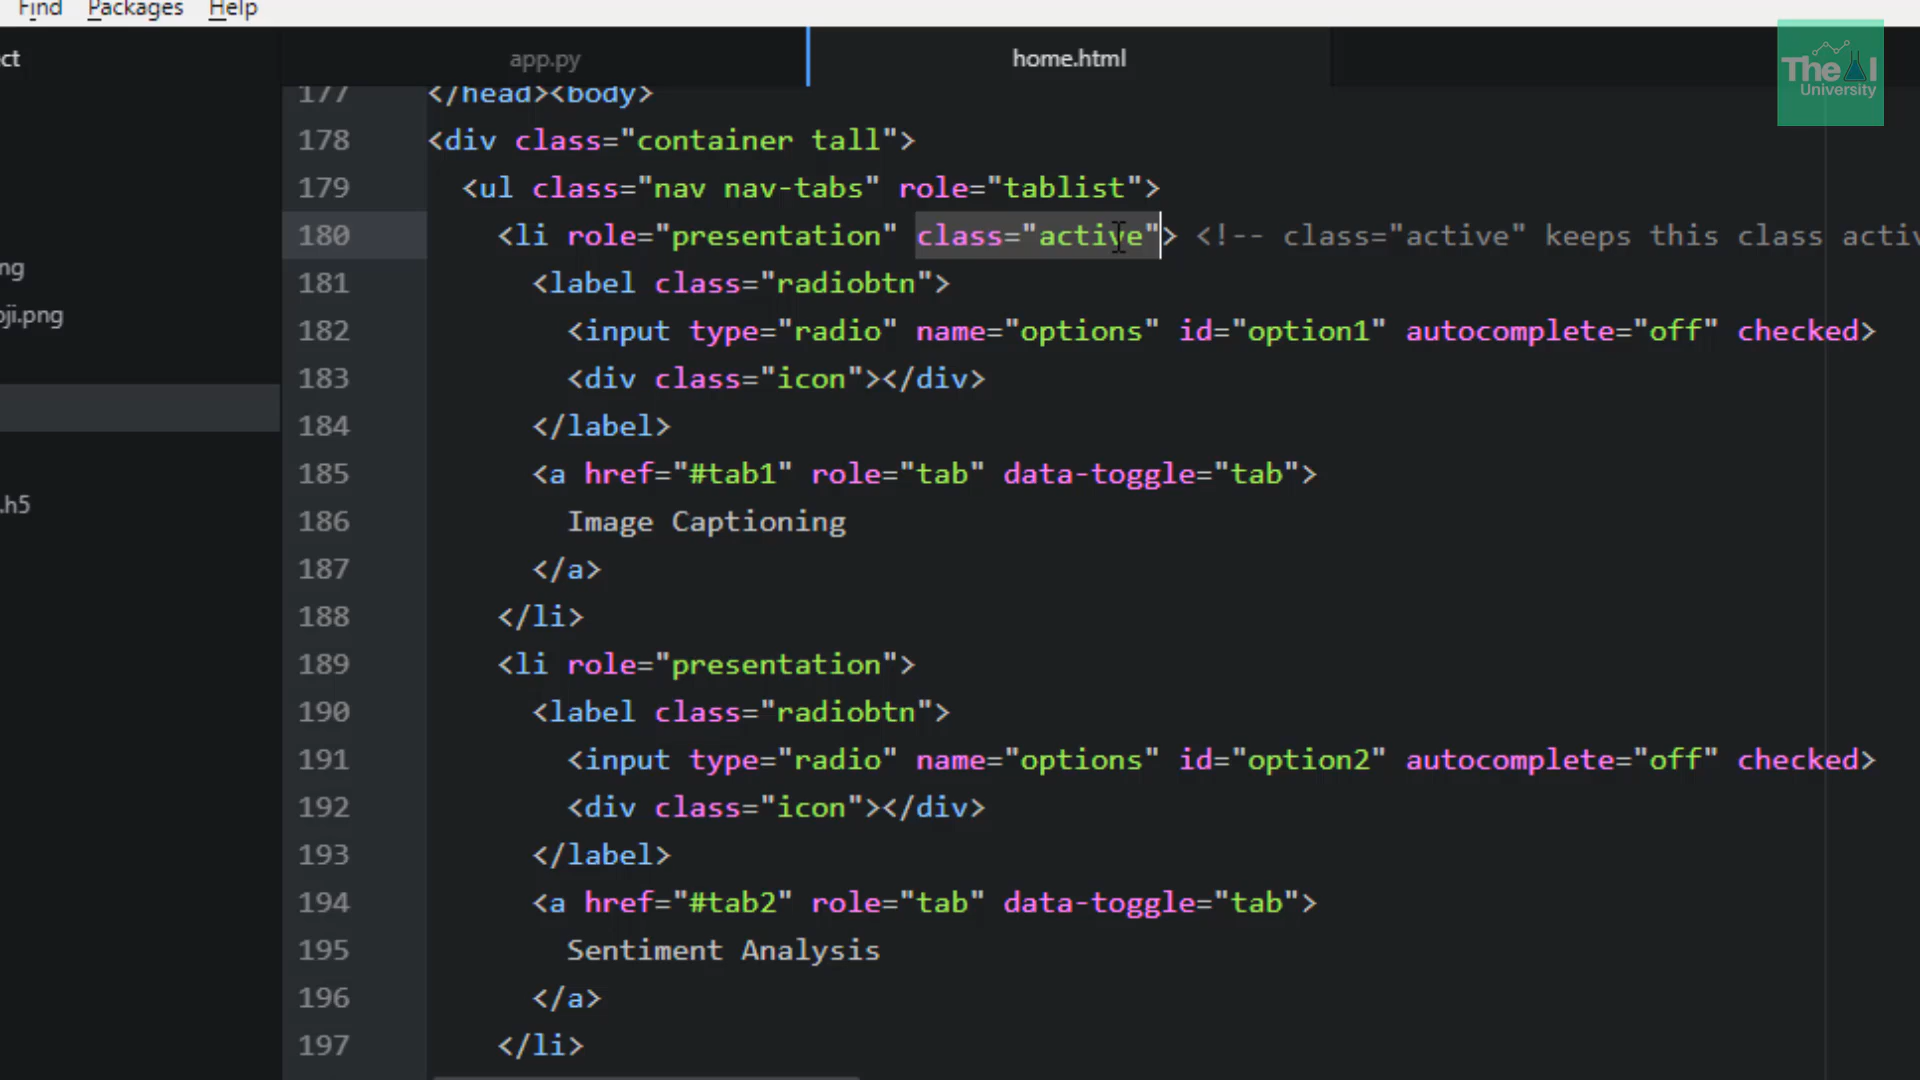 Find Packages Help
ct
app.py
home.html
The AI
University
177 </head><body>
178 <div class="container tall">
179 <ul class="nav nav-tabs" role="tablist">
180 <li role="presentation" class="active"> <!-- class="active" keeps this class activ
181 <label class="radiobtn">
182 <input type="radio" name="options" id="option1" autocomplete="off" checked>
183 <div class="icon"></div>
184 </label>
185 <a href="#tab1" role="tab" data-toggle="tab">
186 Image Captioning
187 </a>
188 </li>
189 <li role="presentation">
190 <label class="radiobtn">
191 <input type="radio" name="options" id="option2" autocomplete="off" checked>
192 <div class="icon"></div>
193 </label>
194 <a href="#tab2" role="tab" data-toggle="tab">
195 Sentiment Analysis
196 </a>
197 </li>
ng
oji.png
.h5